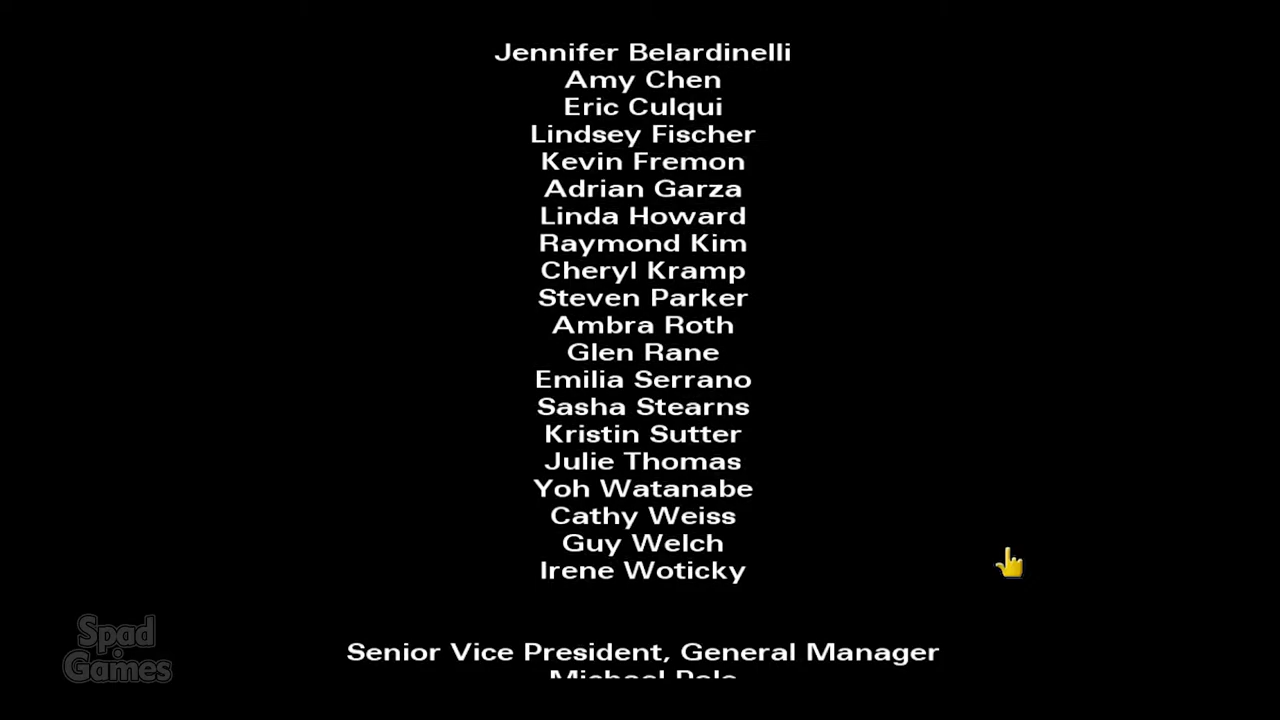 Jennifer Belardinelli
Amy Chen
Eric Culqui
Lindsey Fischer
Kevin Fremon
Adrian Garza
Linda Howard
Raymond Kim
Cheryl Kramp
Steven Parker
Ambra Roth
Glen Rane
Emilia Serrano
Sasha Stearns
Kristin Sutter
Julie Thomas
Yoh Watanabe
Cathy Weiss
Guy Welch
Irene Woticky
Senior Vice President, General Manager
Michael
Spad
Games